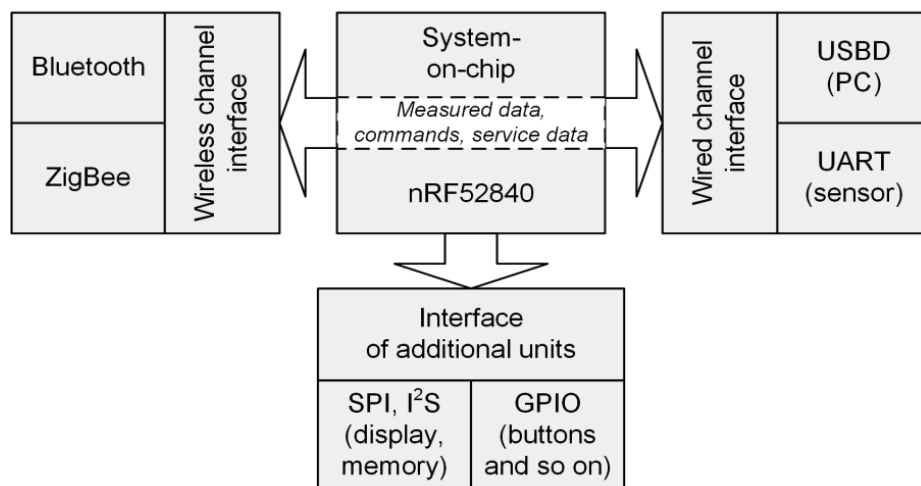 Bluetooth
ZigBee
Wireless channel
interface
System-
on-chip
Measured data,
commands, service data
nRF52840
Wired channel
interface
USBD
(PC)
UART
(sensor)
Interface
of additional units
SPI, I²S
(display,
memory)
GPIO
(buttons
and so on)